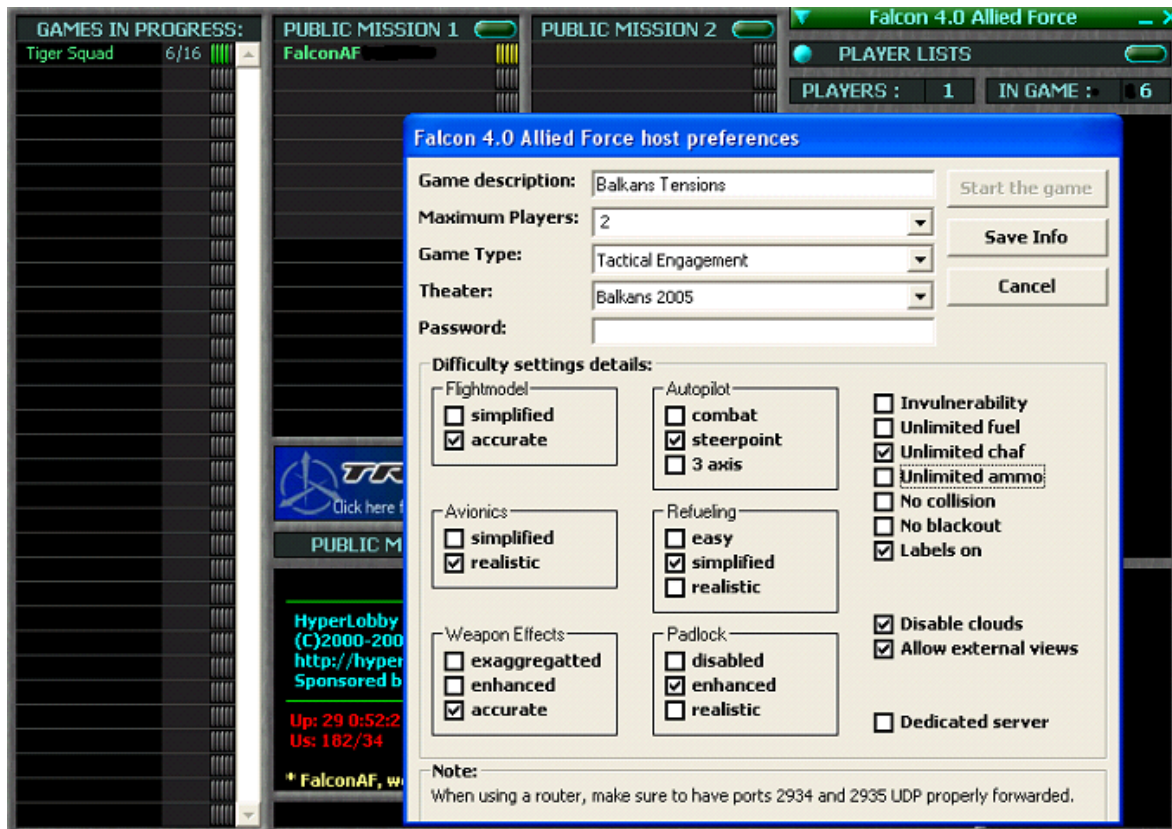 GAMES IN PROGRESS:
Tiger Squad 6/16
PUBLIC MISSION 1
FalconAF
PUBLIC MISSION 2
Falcon 4.0 Allied Force
PLAYER LISTS
PLAYERS : 1 IN GAME : 6
Falcon 4.0 Allied Force host preferences
Game description: Balkans Tensions
Start the game
Maximum Players: 2
Save Info
Game Type: Tactical Engagement
Theater: Balkans 2005
Cancel
Password:
Difficulty settings details:
Flightmodel
simplified
accurate
Autopilot
combat
steerpoint
3 axis
Invulnerability
Unlimited fuel
Unlimited chaf
Unlimited ammo
No collision
No blackout
Labels on
Avionics
simplified
realistic
Refueling
easy
simplified
realistic
Weapon Effects
exaggregatted
enhanced
accurate
Padlock
disabled
enhanced
realistic
Disable clouds
Allow external views
Dedicated server
Note:
When using a router, make sure to have ports 2934 and 2935 UDP properly forwarded.
Click here
PUBLIC M
HyperLobby
(C)2000-200
http://hyper
Sponsored b
Up: 29 0:52:2
Us: 182/34
* FalconAF, w